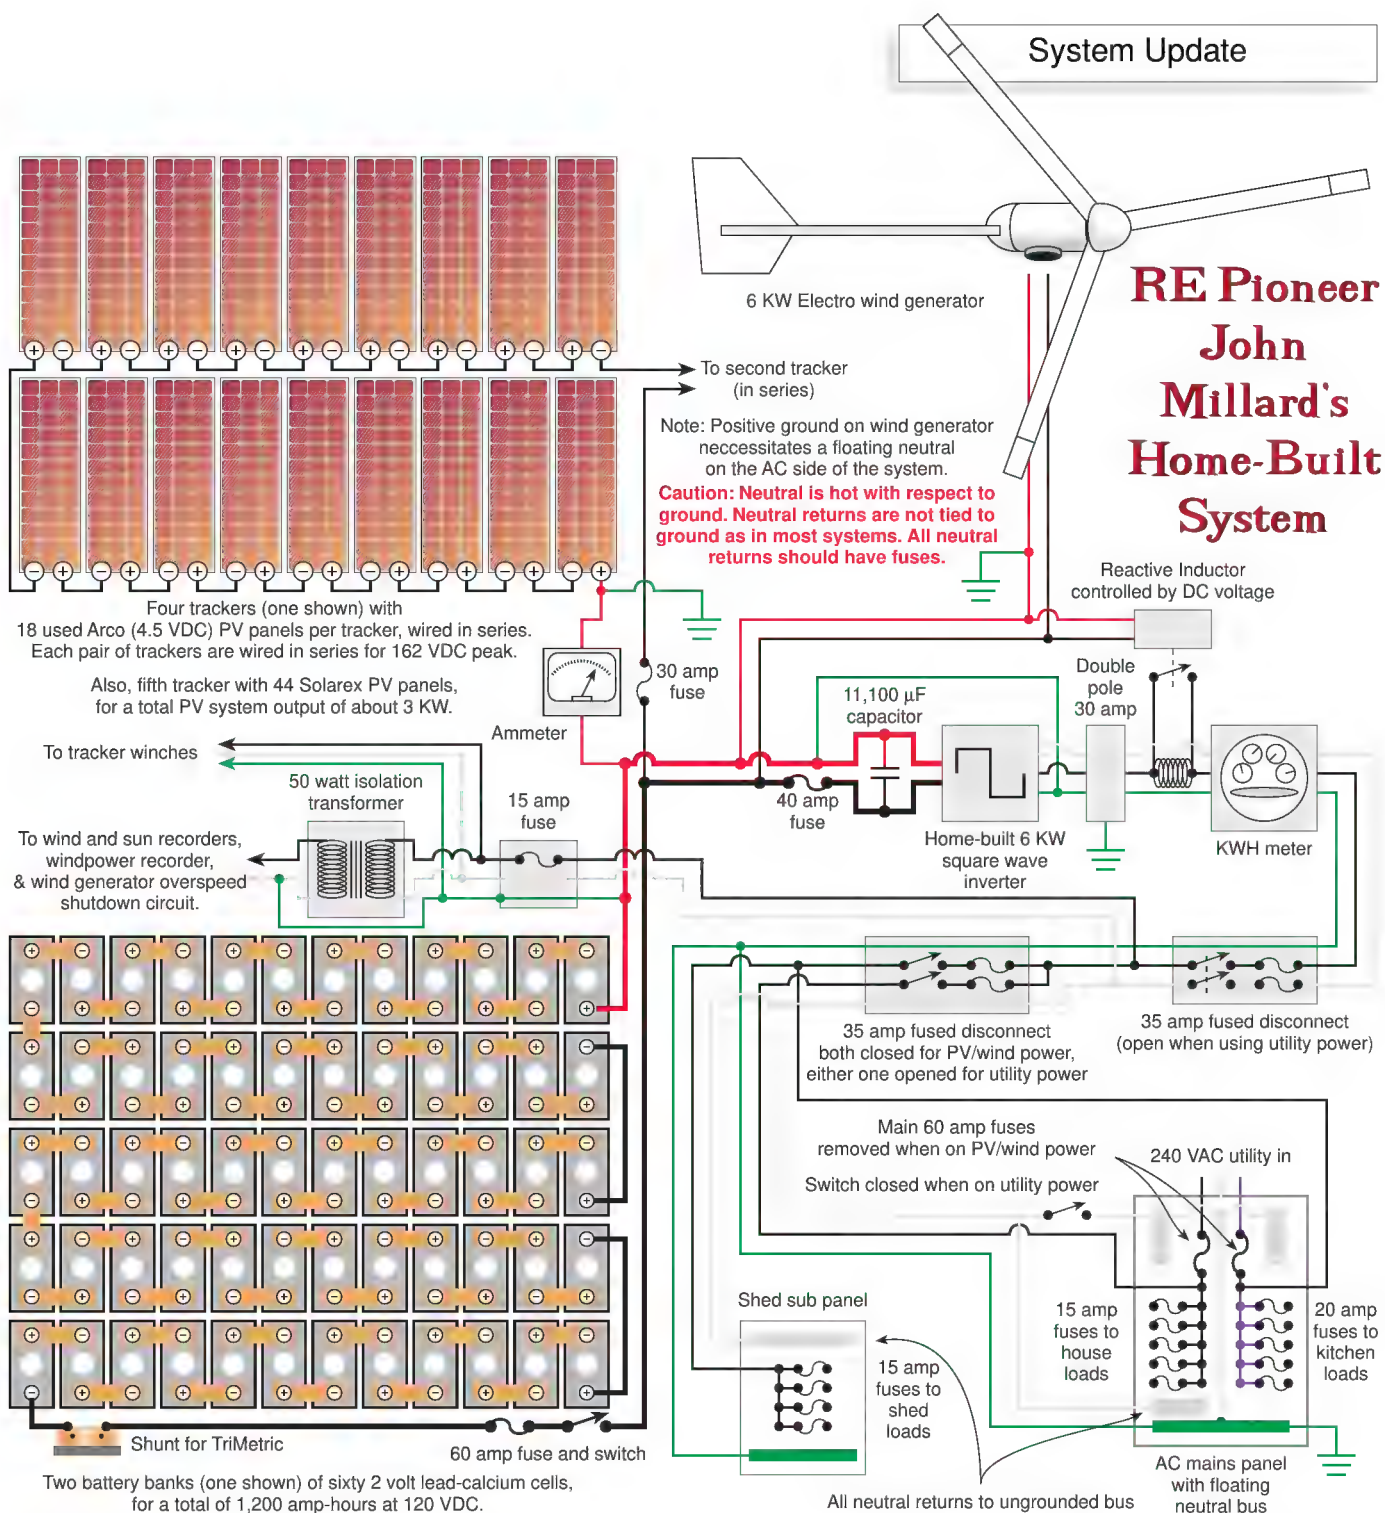 System Update
6 KW Electro wind generator
RE Pioneer
John
Millard's
Home-Built
System
To second tracker
(in series)
Note: Positive ground on wind generator
neccessitates a floating neutral
on the AC side of the system.
Caution: Neutral is hot with respect to
ground. Neutral returns are not tied to
ground as in most systems. All neutral
returns should have fuses.
Reactive Inductor
controlled by DC voltage
Four trackers (one shown) with
18 used Arco (4.5 VDC) PV panels per tracker, wired in series.
Each pair of trackers are wired in series for 162 VDC peak.
Also, fifth tracker with 44 Solarex PV panels,
for a total PV system output of about 3 KW.
Ammeter
30 amp
fuse
11,100 µF
capacitor
Double
pole
30 amp
To tracker winches
50 watt isolation
transformer
15 amp
fuse
40 amp
fuse
Home-built 6 KW
square wave
inverter
KWH meter
To wind and sun recorders,
windpower recorder,
& wind generator overspeed
shutdown circuit.
35 amp fused disconnect
both closed for PV/wind power,
either one opened for utility power
35 amp fused disconnect
(open when using utility power)
Main 60 amp fuses
removed when on PV/wind power
240 VAC utility in
Switch closed when on utility power
Shed sub panel
15 amp
fuses to
shed
loads
15 amp
fuses to
house
loads
20 amp
fuses to
kitchen
loads
Shunt for TriMetric
60 amp fuse and switch
Two battery banks (one shown) of sixty 2 volt lead-calcium cells,
for a total of 1,200 amp-hours at 120 VDC.
All neutral returns to ungrounded bus
AC mains panel
with floating
neutral bus